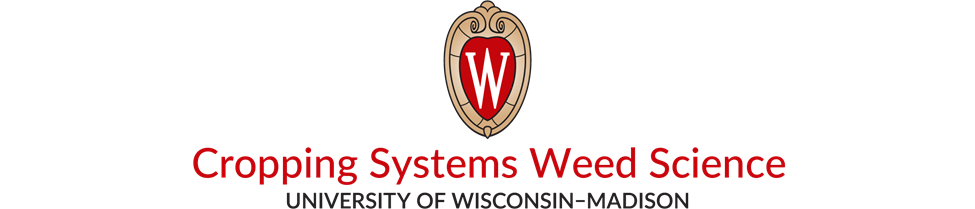 W
Cropping Systems Weed Science
UNIVERSITY OF WISCONSIN–MADISON